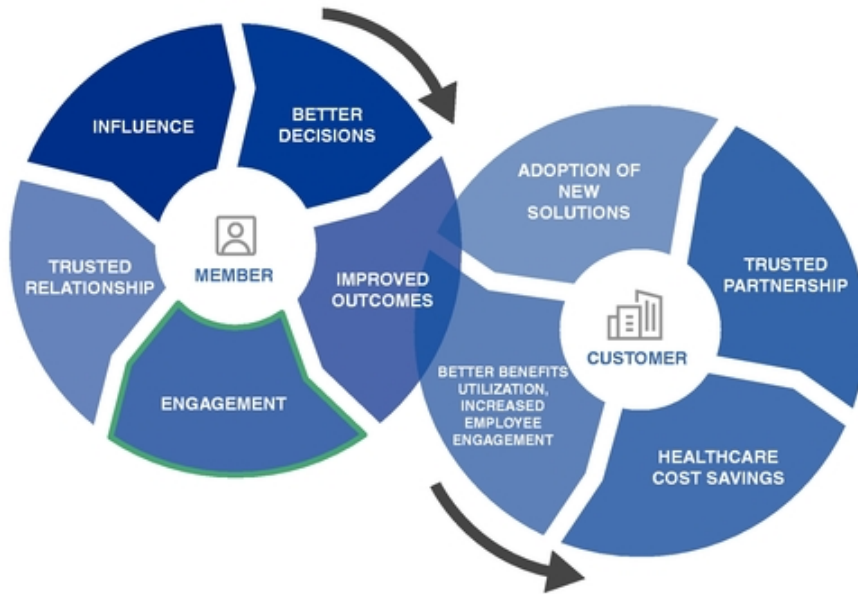 INFLUENCE
BETTER
DECISIONS
IMPROVED
OUTCOMES
ENGAGEMENT
TRUSTED
RELATIONSHIP
MEMBER
ADOPTION OF
NEW
SOLUTIONS
TRUSTED
PARTNERSHIP
HEALTHCARE
COST SAVINGS
BETTER BENEFITS
UTILIZATION,
INCREASED
EMPLOYEE
ENGAGEMENT
CUSTOMER